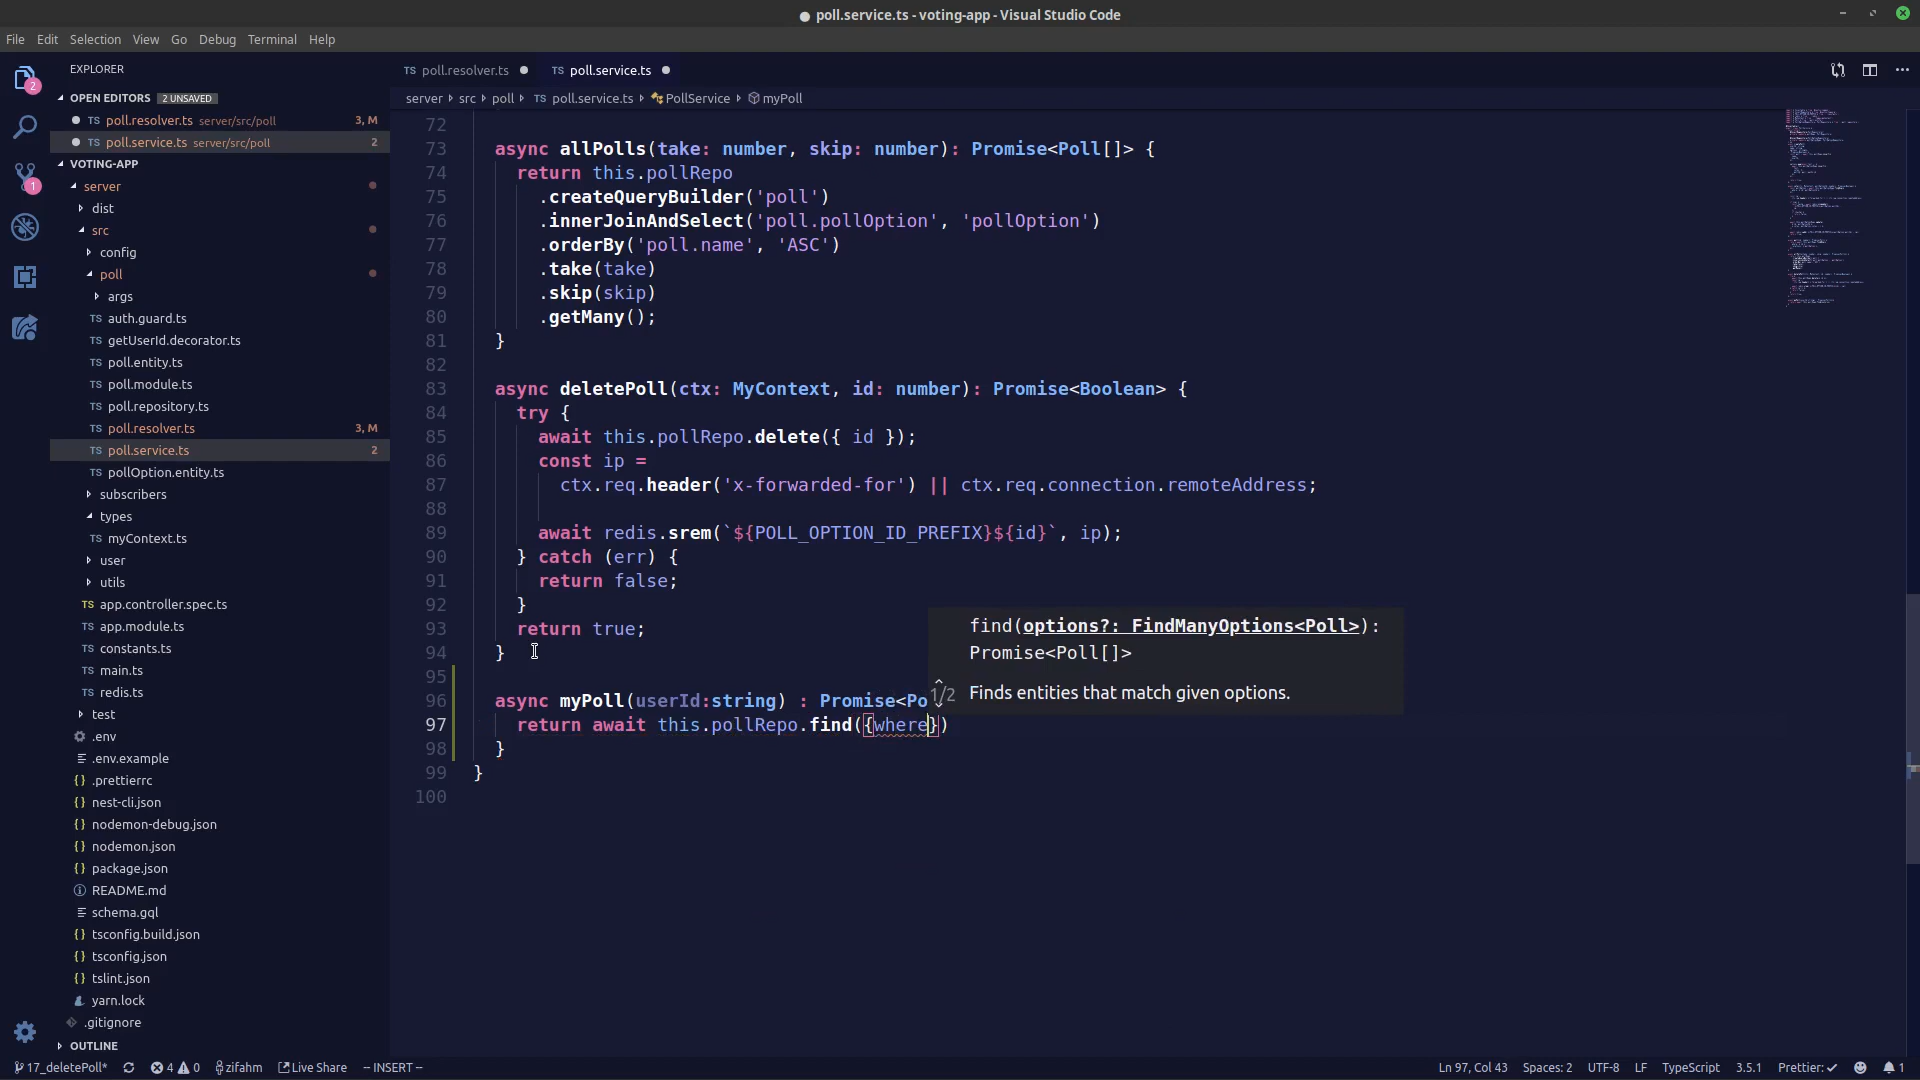 poll.service.ts - voting-app - Visual Studio Code
File Edit Selection View Go Debug Terminal Help
EXPLORER
OPEN EDITORS 2 UNSAVED
poll.resolver.ts server/src/poll 3, M
poll.service.ts server/src/poll 2
VOTING-APP
server
dist
src
config
poll
args
TS auth.guard.ts
TS getUserId.decorator.ts
TS poll.entity.ts
TS poll.module.ts
TS poll.repository.ts
TS poll.resolver.ts 3, M
TS poll.service.ts 2
TS pollOption.entity.ts
subscribers
types
TS myContext.ts
user
utils
TS app.controller.spec.ts
TS app.module.ts
TS constants.ts
TS main.ts
TS redis.ts
test
.env
.env.example
{} .prettierrc
{} nest-cli.json
{} nodemon-debug.json
{} nodemon.json
{} package.json
README.md
schema.gql
{} tsconfig.build.json
{} tsconfig.json
{} tslint.json
yarn.lock
.gitignore
OUTLINE
2
1
TS poll.resolver.ts
TS poll.service.ts
server src poll TS poll.service.ts PollService myPoll
72
73 async allPolls(take: number, skip: number): Promise<Poll[]> {
74 return this.pollRepo
75 .createQueryBuilder('poll')
76 .innerJoinAndSelect('poll.pollOption', 'pollOption')
77 .orderBy('poll.name', 'ASC')
78 .take(take)
79 .skip(skip)
80 .getMany();
81 }
82
83 async deletePoll(ctx: MyContext, id: number): Promise<Boolean> {
84 try {
85 await this.pollRepo.delete({ id });
86 const ip =
87 ctx.req.header('x-forwarded-for') || ctx.req.connection.remoteAddress;
88
89 await redis.srem(`${POLL_OPTION_ID_PREFIX}${id}`, ip);
90 } catch (err) {
91 return false;
92 }
93 return true;
94 }
95
96 async myPoll(userId:string) : Promise<Po
97 return await this.pollRepo.find({where})
98 }
99 }
100
find(options?: FindManyOptions<Poll>):
Promise<Poll[]>
1/2 Finds entities that match given options.
17_deletePoll* 4 0 zifahm Live Share -- INSERT -- Ln 97, Col 43 Spaces: 2 UTF-8 LF TypeScript 3.5.1 Prettier: ✓ 1